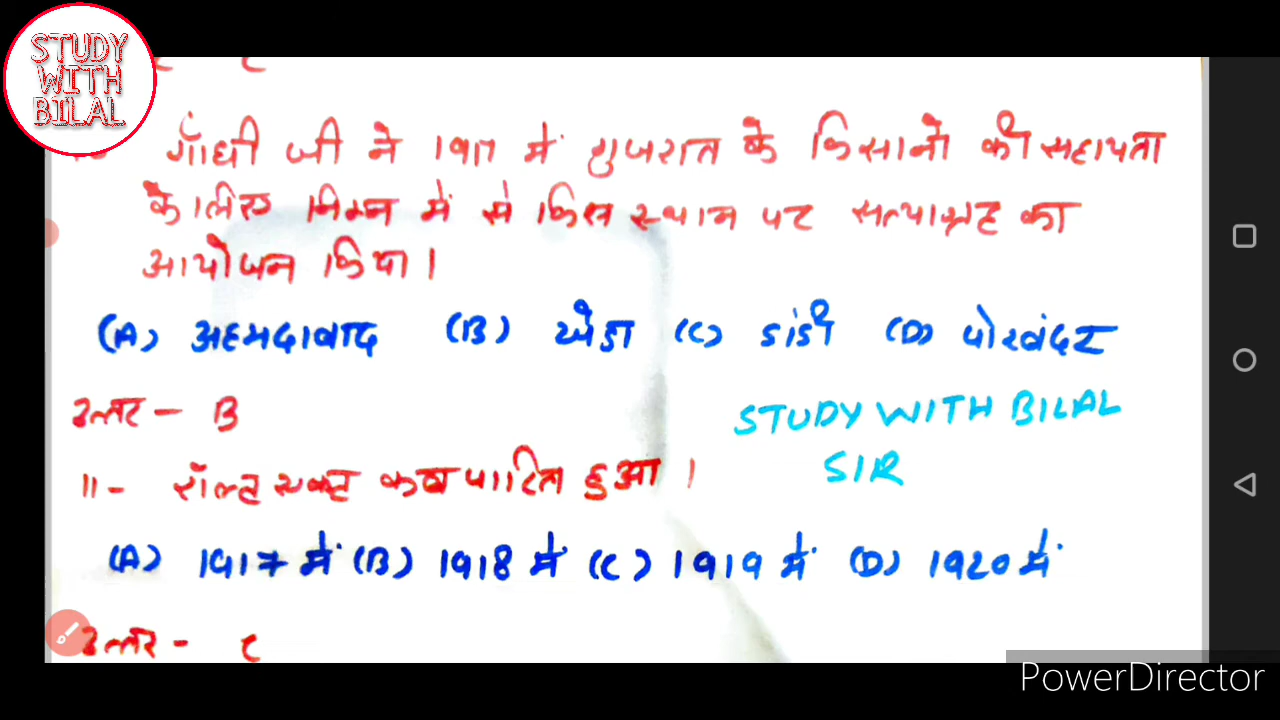 STUDY
WITH
BILAL
गाँधी जी ने 1917 में गुजरात के किसानों की सहायता
के लिए निम्न में से किस स्थान पर सत्याग्रह का
आयोजन किया।
(A) अहमदाबाद (B) खेडा (C) डांडी (D) पोरबंदर
उत्तर - B
STUDY WITH BILAL
SIR
11- रॉलट एक्ट कब पारित हुआ ।
(A) 1917 में (B) 1918 में (C) 1919 में (D) 1920 में
उत्तर - C
PowerDirector